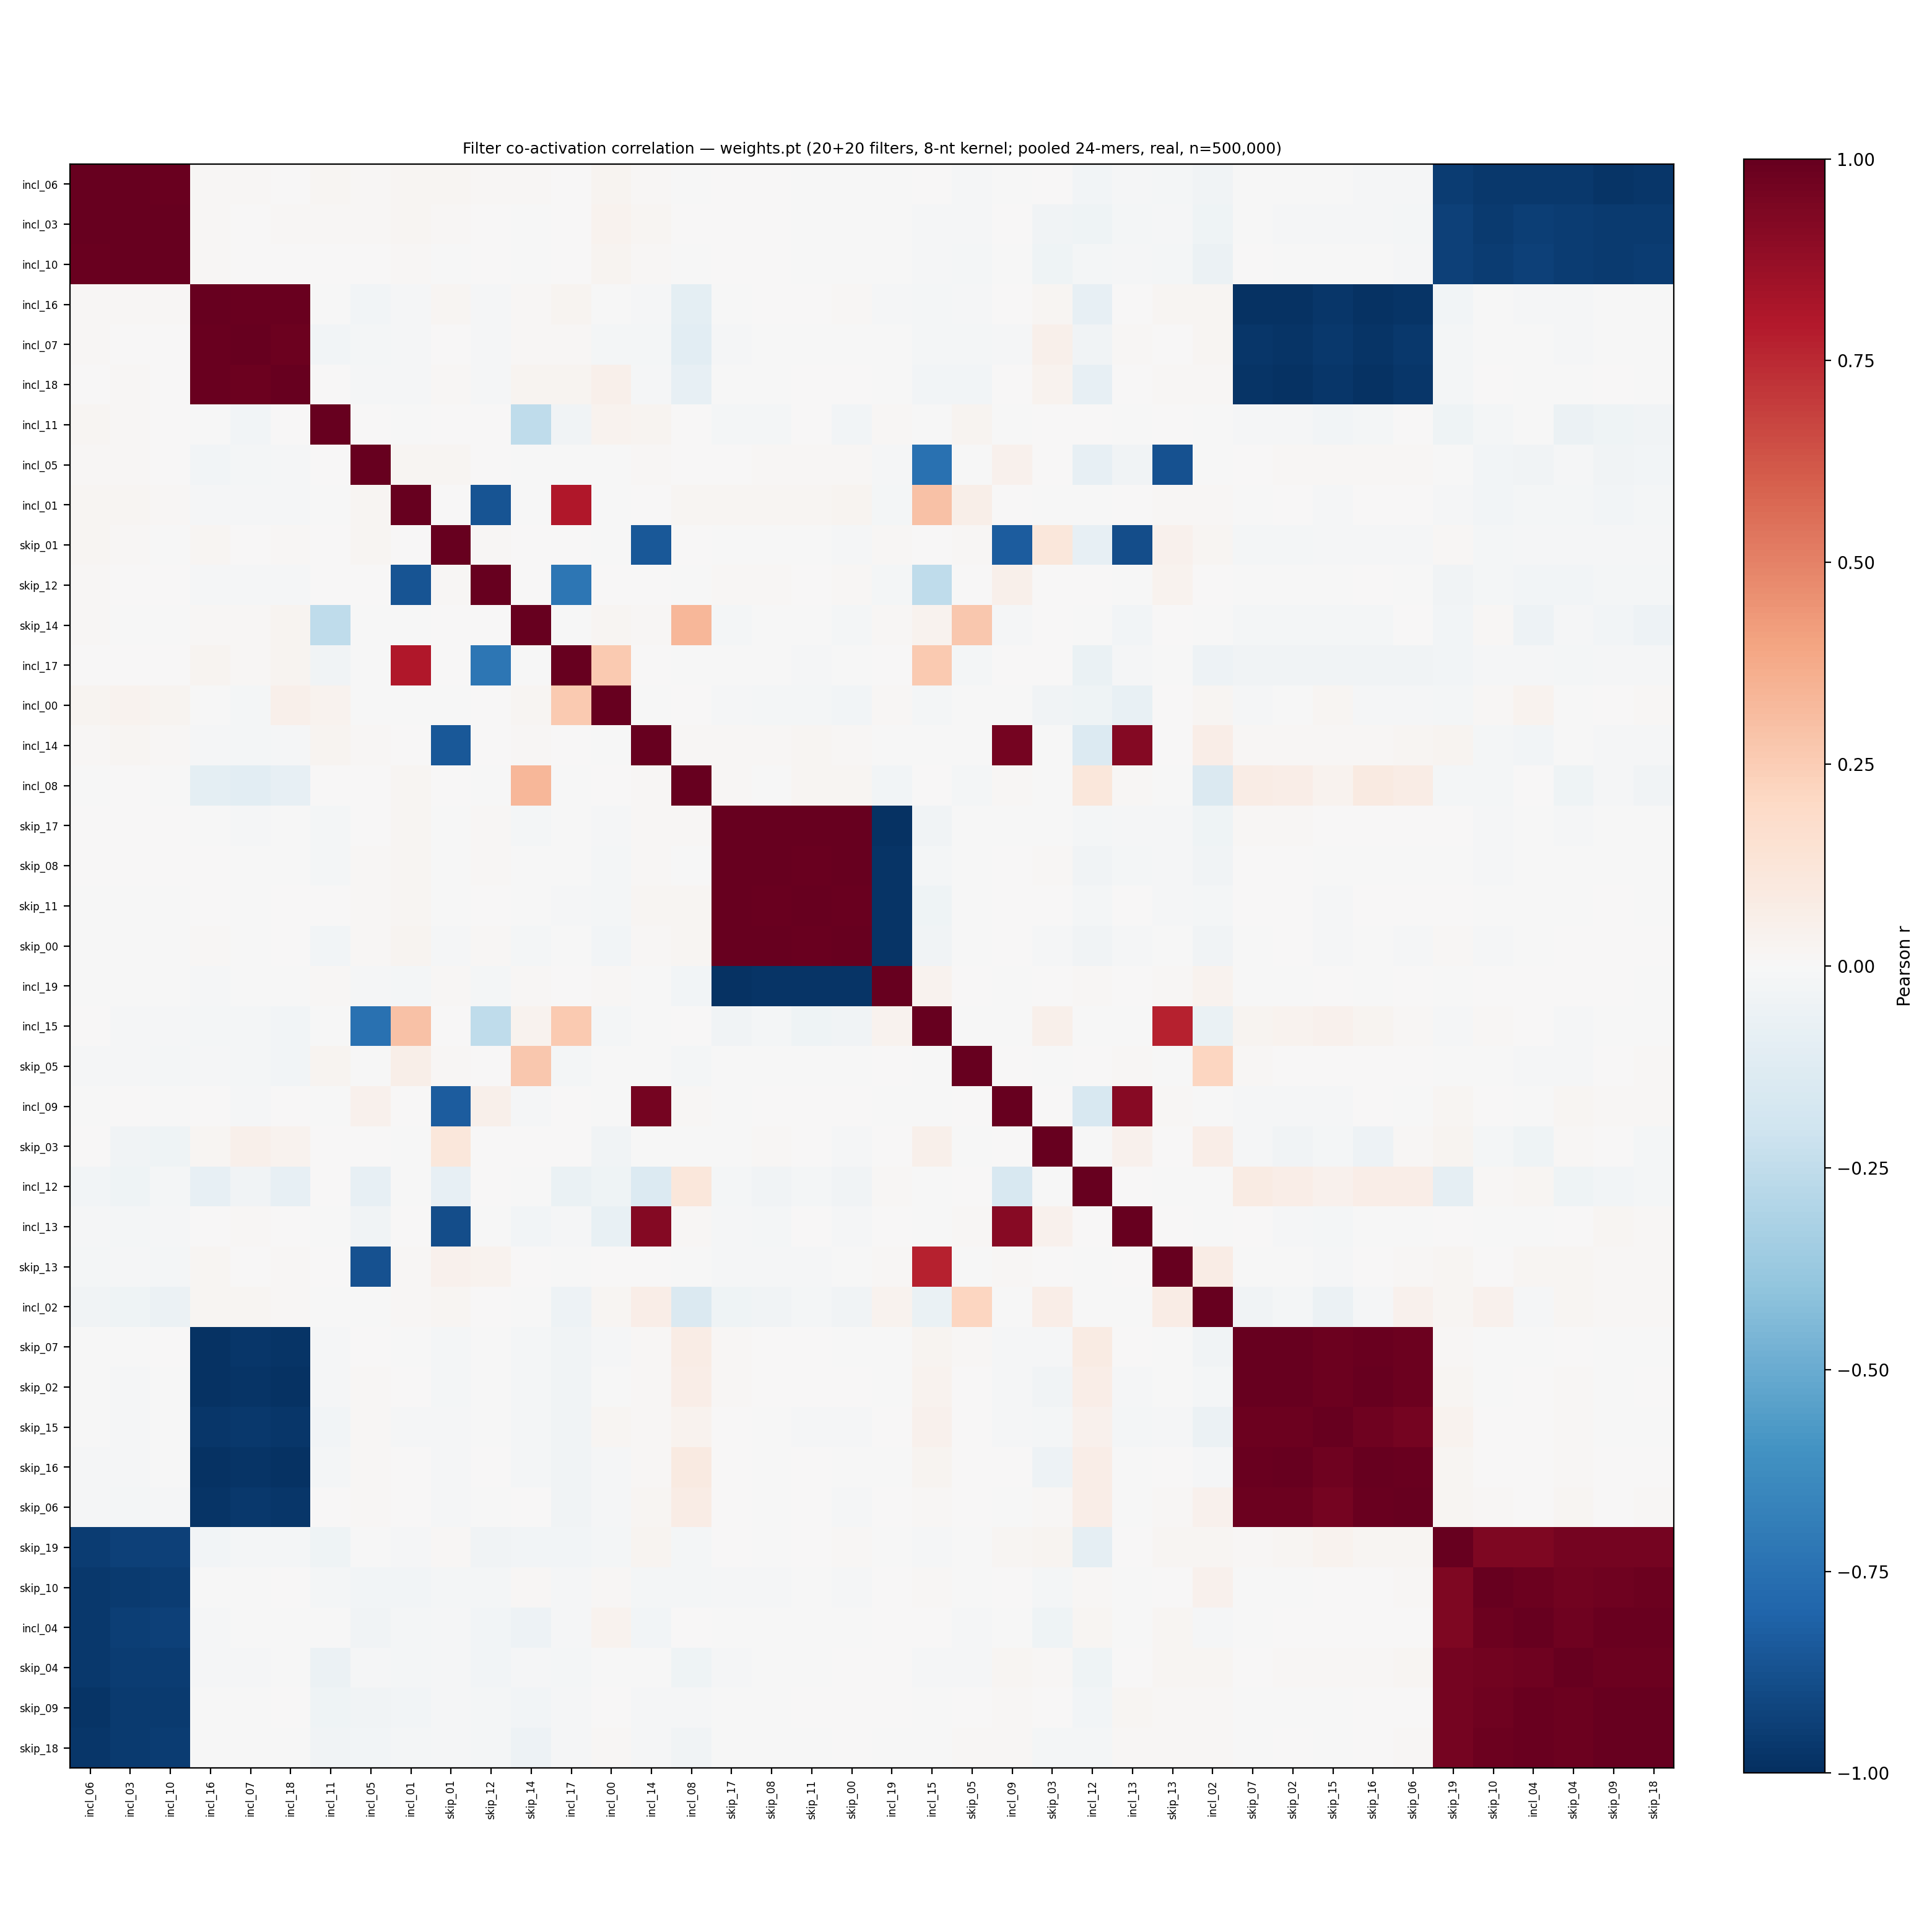 Filter co-activation correlation — weights.pt (20+20 filters, 8-nt kernel; pooled 24-mers, real, n=500,000)
incl_06
incl_03
incl_10
incl_16
incl_07
incl_18
incl_11
incl_05
incl_01
skip_01
skip_12
skip_14
incl_17
incl_00
incl_14
incl_08
skip_17
skip_08
skip_11
skip_00
incl_19
incl_15
skip_05
incl_09
skip_03
incl_12
incl_13
skip_13
incl_02
skip_07
skip_02
skip_15
skip_16
skip_06
skip_19
skip_10
incl_04
skip_04
skip_09
skip_18
incl_06
incl_03
incl_10
incl_16
incl_07
incl_18
incl_11
incl_05
incl_01
skip_01
skip_12
skip_14
incl_17
incl_00
incl_14
incl_08
skip_17
skip_08
skip_11
skip_00
incl_19
incl_15
skip_05
incl_09
skip_03
incl_12
incl_13
skip_13
incl_02
skip_07
skip_02
skip_15
skip_16
skip_06
skip_19
skip_10
incl_04
skip_04
skip_09
skip_18
1.00
0.75
0.50
0.25
0.00
−0.25
−0.50
−0.75
−1.00
Pearson r